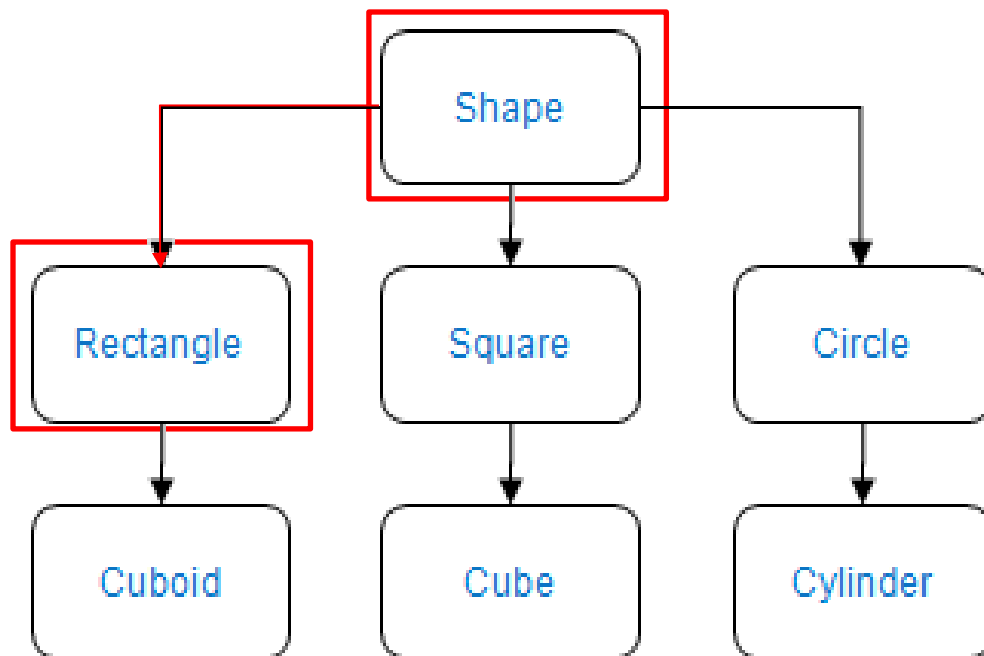 Shape
Rectangle
Square
Circle
Cuboid
Cube
Cylinder